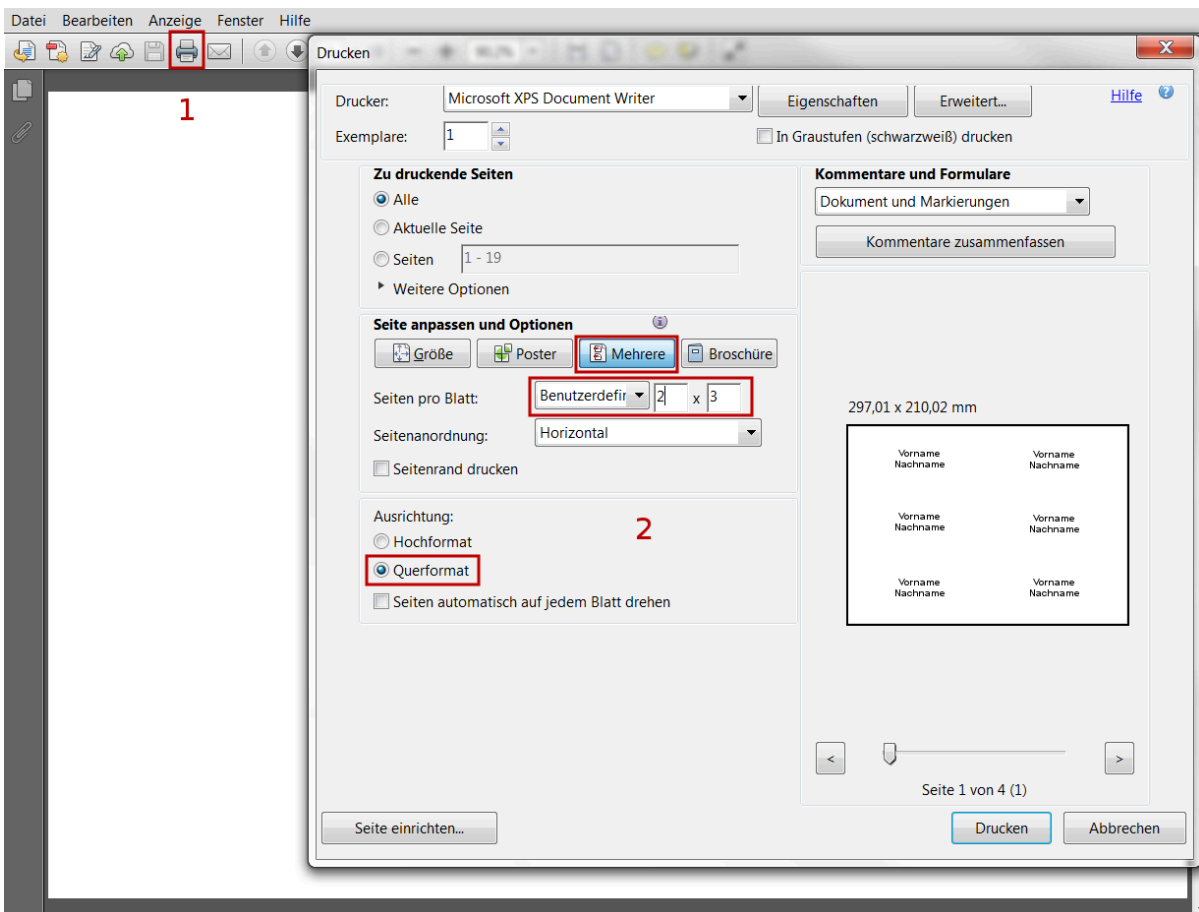 Datei Bearbeiten Anzeige Fenster Hilfe
1
Drucken
Drucker: Microsoft XPS Document Writer Eigenschaften Erweitert... Hilfe
Exemplare: 1 In Graustufen (schwarzweiß) drucken
Zu druckende Seiten
Alle
Aktuelle Seite
Seiten 1 - 19
Weitere Optionen
Kommentare und Formulare
Dokument und Markierungen
Kommentare zusammenfassen
Seite anpassen und Optionen
Größe Poster Mehrere Broschüre
Seiten pro Blatt: Benutzerdefir 2 x 3
Seitenanordnung: Horizontal
Seitenrand drucken
Ausrichtung:
2
Hochformat
Querformat
Seiten automatisch auf jedem Blatt drehen
297,01 x 210,02 mm
Vorname Vorname
Nachname Nachname
Vorname Vorname
Nachname Nachname
Vorname Vorname
Nachname Nachname
< >
Seite 1 von 4 (1)
Seite einrichten... Drucken Abbrechen